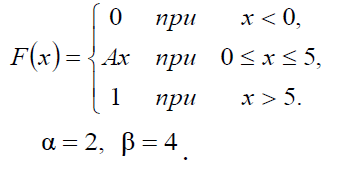 0 при x < 0,
F(x) = { Ax при 0 ≤ x ≤ 5,
1 при x > 5.
α = 2, β = 4 .